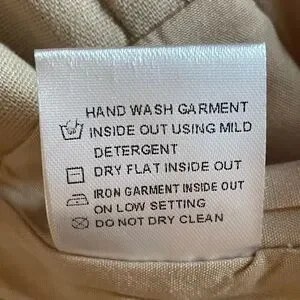 HAND WASH GARMENT
INSIDE OUT USING MILD
DETERGENT
DRY FLAT INSIDE OUT
IRON GARMENT INSIDE OUT
ON LOW SETTING
DO NOT DRY CLEAN